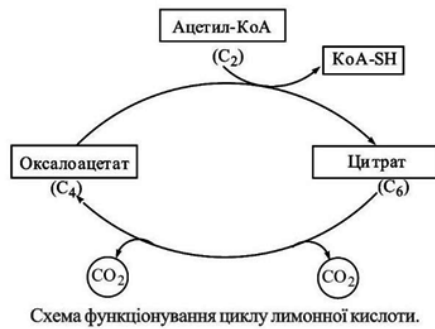 Ацетил-КоА
(C₂)
КоА-SH
Оксалоацетат
(C₄)
Цитрат
(C₆)
CO₂
CO₂
Схема функціонування циклу лимонної кислоти.